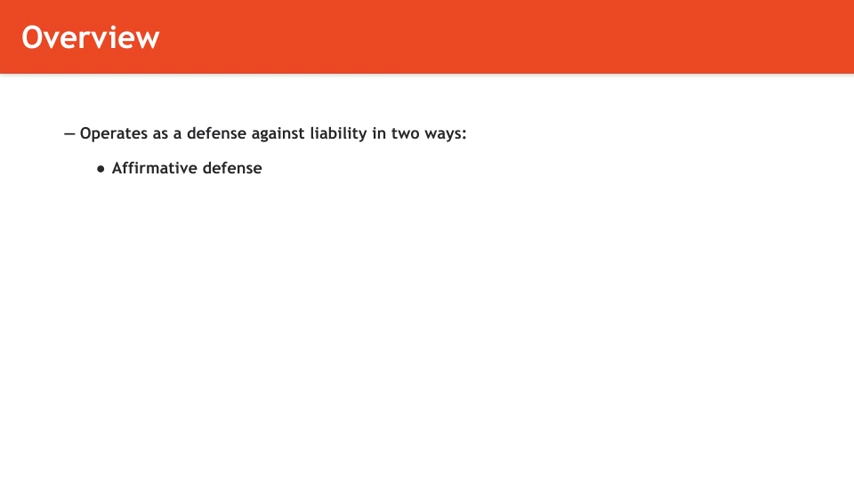 Overview
— Operates as a defense against liability in two ways:
● Affirmative defense